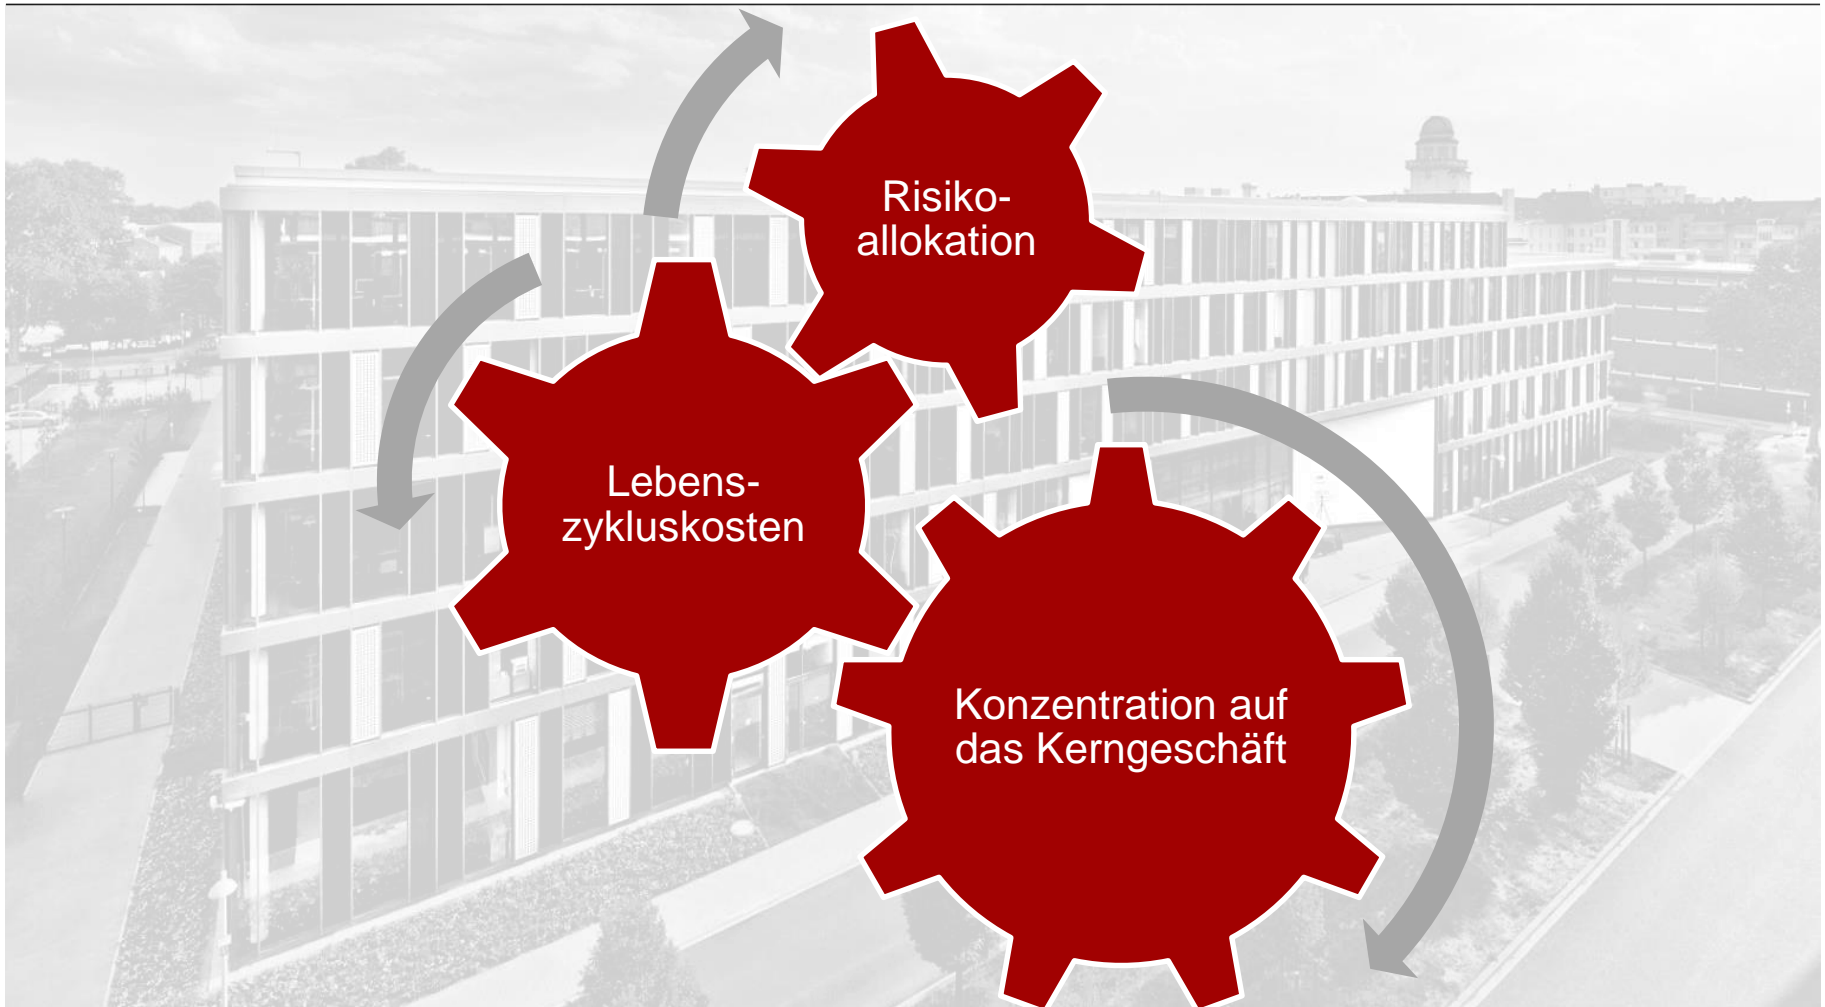 Risiko-
allokation
Lebens-
zykluskosten
Konzentration auf
das Kerngeschäft